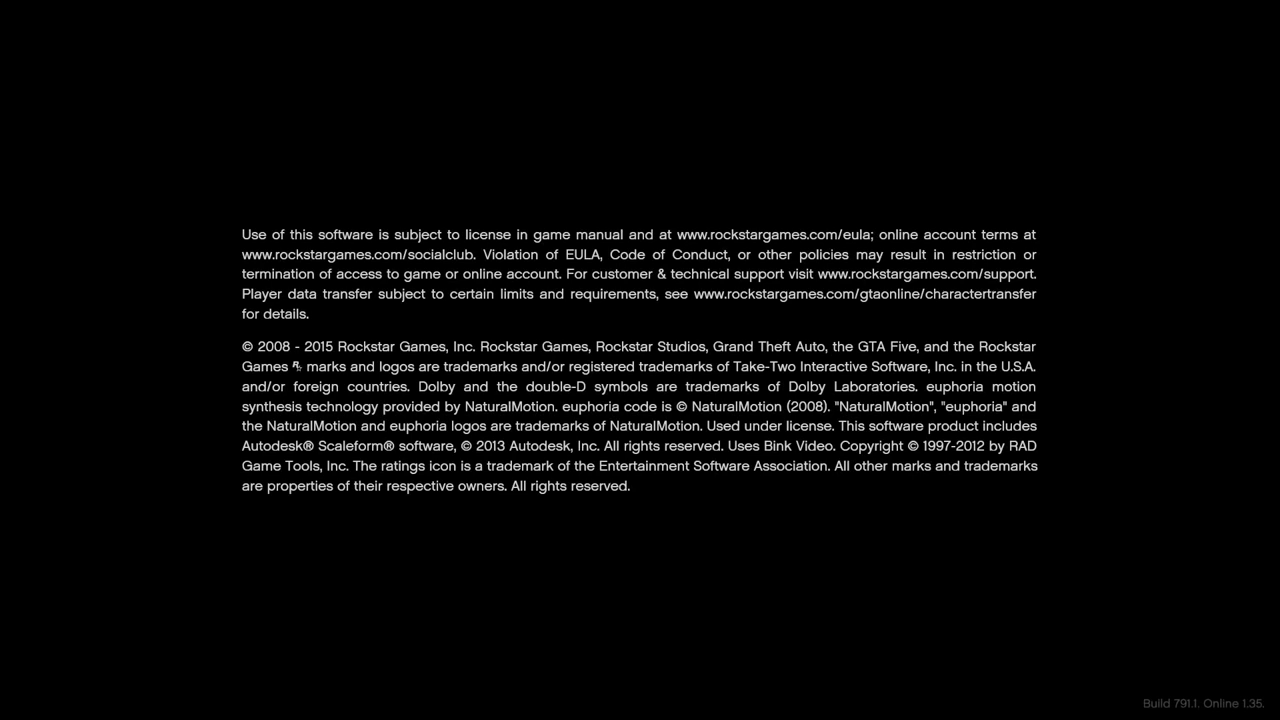 Use of this software is subject to license in game manual and at www.rockstargames.com/eula; online account terms at
www.rockstargames.com/socialclub. Violation of EULA, Code of Conduct, or other policies may result in restriction or
termination of access to game or online account. For customer & technical support visit www.rockstargames.com/support.
Player data transfer subject to certain limits and requirements, see www.rockstargames.com/gtaonline/charactertransfer
for details.
© 2008 - 2015 Rockstar Games, Inc. Rockstar Games, Rockstar Studios, Grand Theft Auto, the GTA Five, and the Rockstar
Games R* marks and logos are trademarks and/or registered trademarks of Take-Two Interactive Software, Inc. in the U.S.A.
and/or foreign countries. Dolby and the double-D symbols are trademarks of Dolby Laboratories. euphoria motion
synthesis technology provided by NaturalMotion. euphoria code is © NaturalMotion (2008). "NaturalMotion", "euphoria" and
the NaturalMotion and euphoria logos are trademarks of NaturalMotion. Used under license. This software product includes
Autodesk® Scaleform® software, © 2013 Autodesk, Inc. All rights reserved. Uses Bink Video. Copyright © 1997-2012 by RAD
Game Tools, Inc. The ratings icon is a trademark of the Entertainment Software Association. All other marks and trademarks
are properties of their respective owners. All rights reserved.
Build 791.1. Online 1.35.